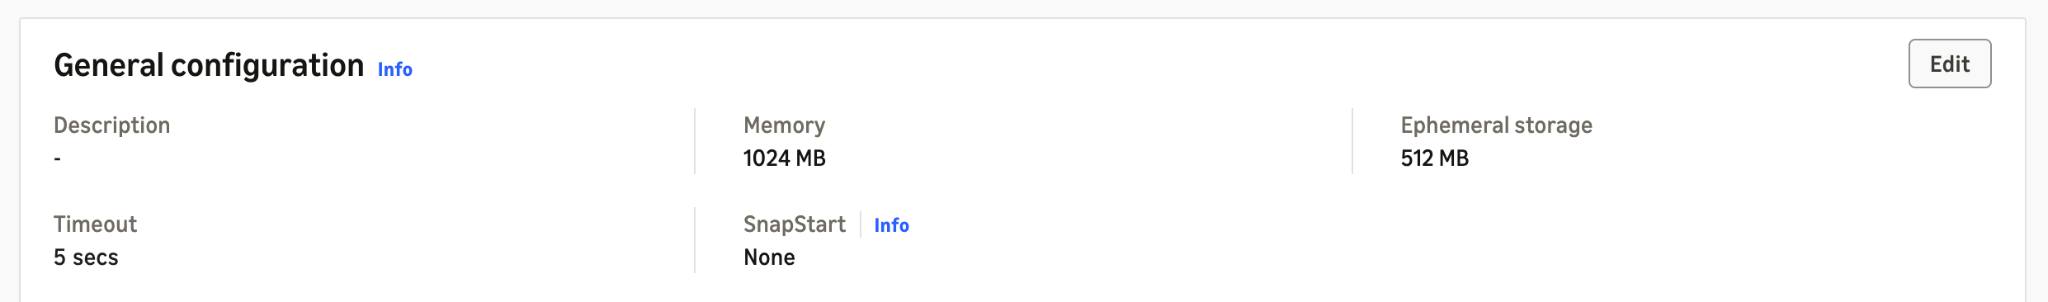 General configuration Info
Edit
Description
-
Memory
1024 MB
Ephemeral storage
512 MB
Timeout
5 secs
SnapStart Info
None